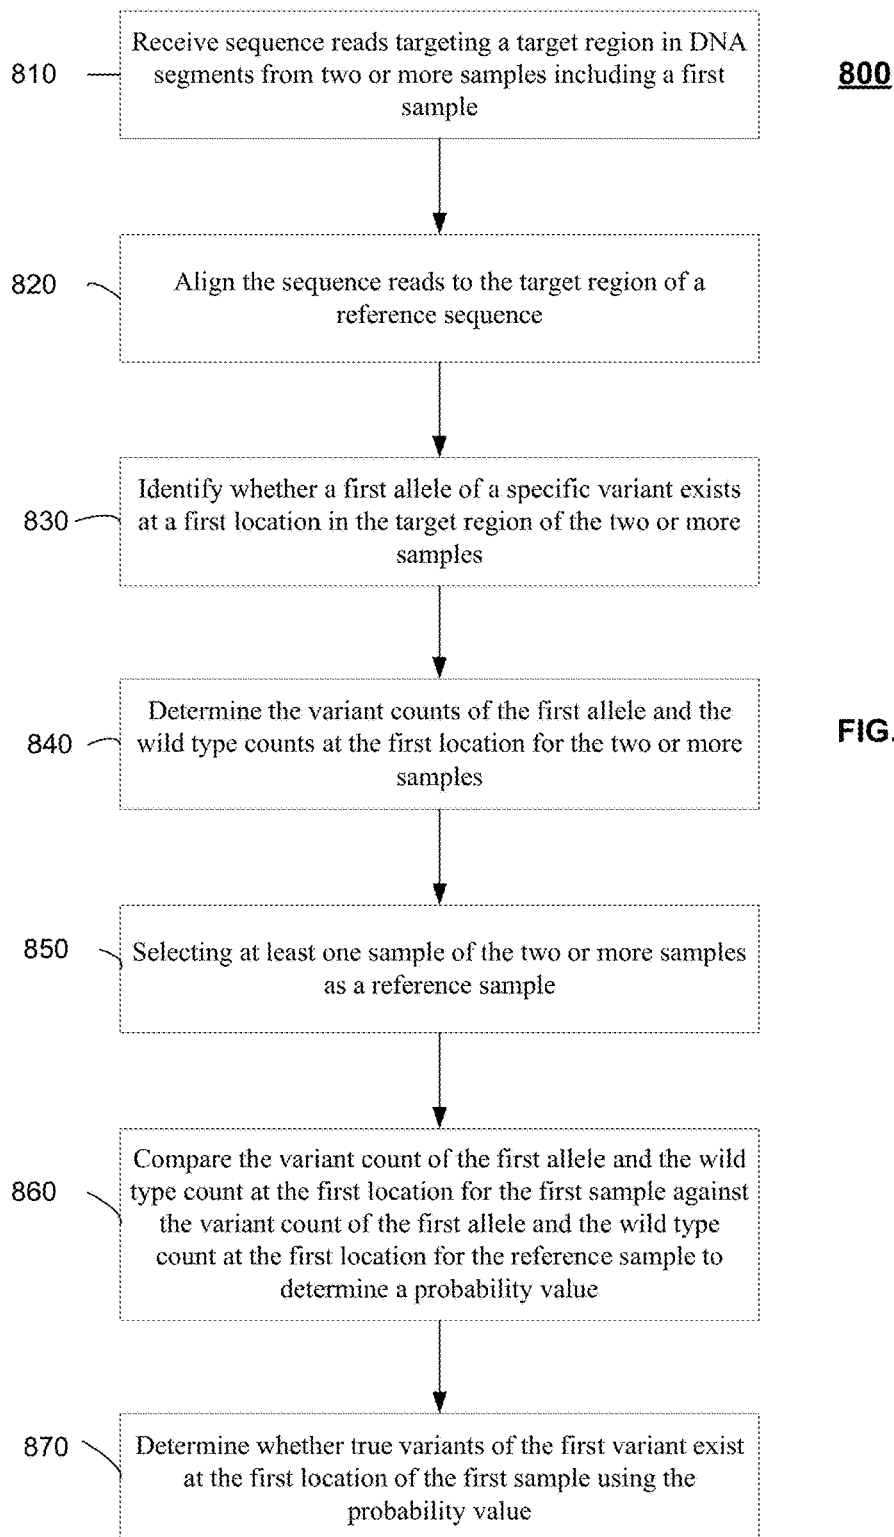 810
Receive sequence reads targeting a target region in DNA
segments from two or more samples including a first
sample
800
820
Align the sequence reads to the target region of a
reference sequence
830
Identify whether a first allele of a specific variant exists
at a first location in the target region of the two or more
samples
840
Determine the variant counts of the first allele and the
wild type counts at the first location for the two or more
samples
FIG.
850
Selecting at least one sample of the two or more samples
as a reference sample
860
Compare the variant count of the first allele and the wild
type count at the first location for the first sample against
the variant count of the first allele and the wild type
count at the first location for the reference sample to
determine a probability value
870
Determine whether true variants of the first variant exist
at the first location of the first sample using the
probability value